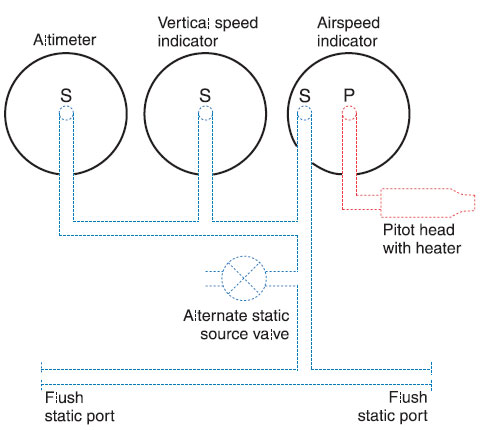 Altimeter
Vertical speed
indicator
Airspeed
indicator
S
S
S
P
Pitot head
with heater
Alternate static
source valve
Flush
static port
Flush
static port